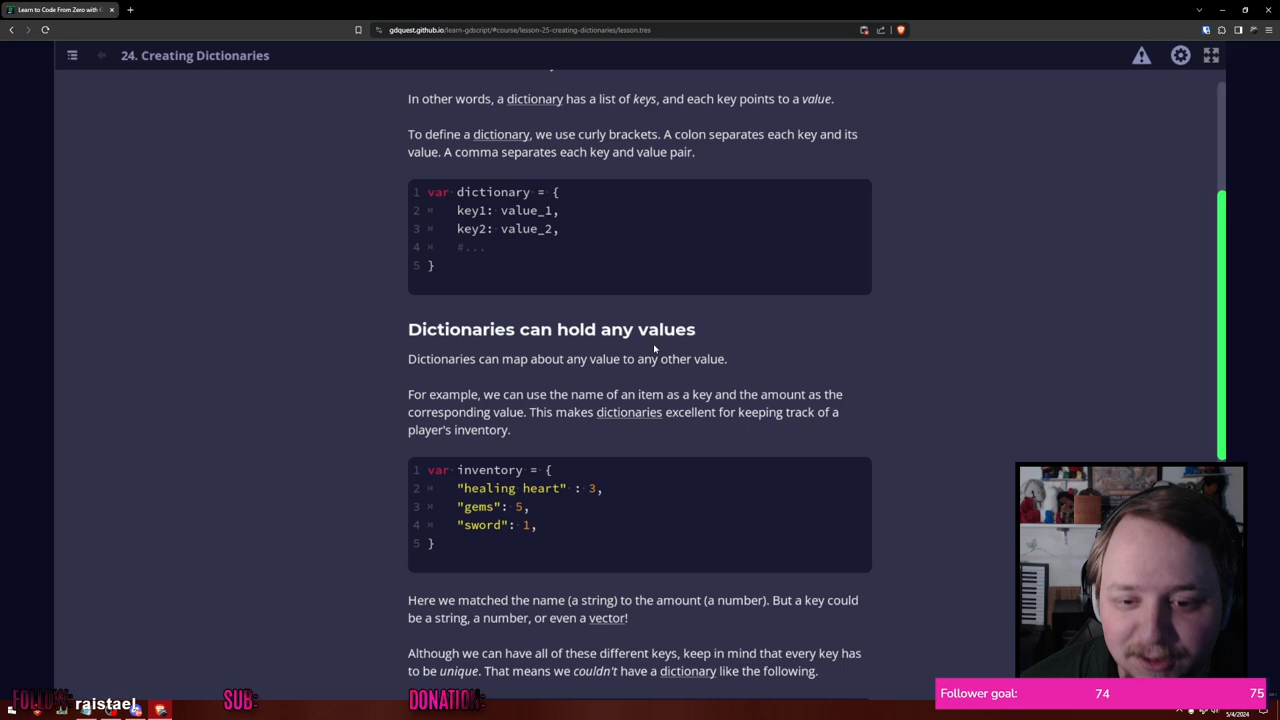 Learn to Code From Zero with G
gdquest.github.io/learn-gdscript/#course/lesson-25-creating-dictionaries/lesson.tres
24. Creating Dictionaries
In other words, a dictionary has a list of keys, and each key points to a value.
To define a dictionary, we use curly brackets. A colon separates each key and its
value. A comma separates each key and value pair.
1 var dictionary = {
2 key1: value_1,
3 key2: value_2,
4 #...
5 }
Dictionaries can hold any values
Dictionaries can map about any value to any other value.
For example, we can use the name of an item as a key and the amount as the
corresponding value. This makes dictionaries excellent for keeping track of a
player's inventory.
1 var inventory = {
2 "healing heart" : 3,
3 "gems": 5,
4 "sword": 1,
5 }
Here we matched the name (a string) to the amount (a number). But a key could
be a string, a number, or even a vector!
Although we can have all of these different keys, keep in mind that every key has
to be unique. That means we couldn't have a dictionary like the following.
FOLLOW: raistael SUB: DONATION:
Follower goal: 74 75
5/4/2024